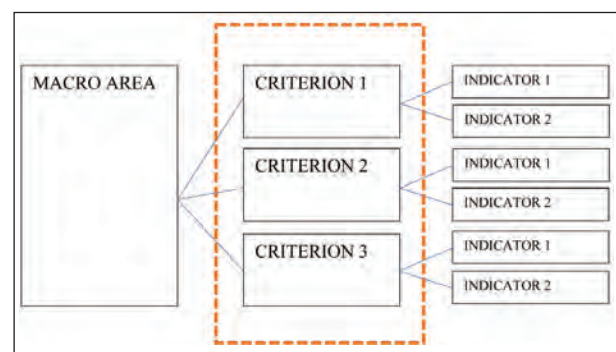 MACRO AREA
CRITERION 1
INDICATOR 1
INDICATOR 2
CRITERION 2
INDICATOR 1
INDICATOR 2
CRITERION 3
INDICATOR 1
INDICATOR 2